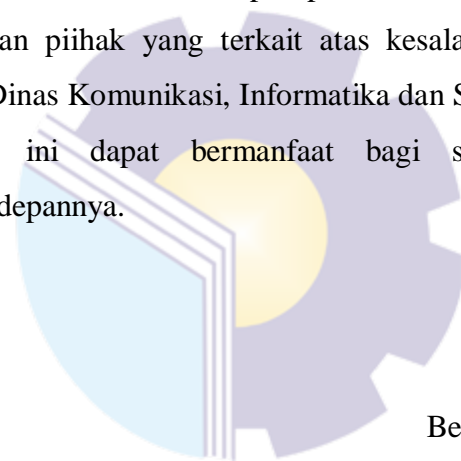 an piihak yang terkait atas kesala
Dinas Komunikasi, Informatika dan S
ini dapat bermanfaat bagi s
depannya.
Be